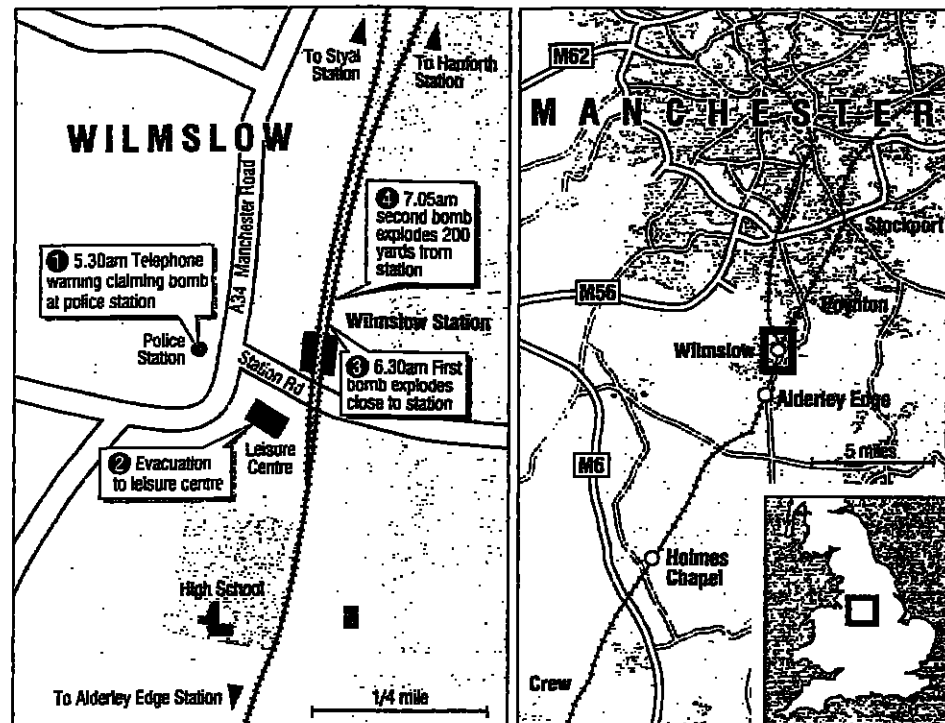 To Styal
Station
To Hanforth
Station
WILMSLOW
A34 Manchester Road
4 7.05am
second bomb
explodes 200
yards from
station
1 5.30am Telephone
warning claiming bomb
at police station
Police
Station
Wilmslow Station
Station Rd
3 6.30am First
bomb explodes
close to station
2 Evacuation
to leisure centre
Leisure
Centre
High School
To Alderley Edge Station
1/4 mile
M62
MANCHESTER
Stockport
M56
Poynton
Wilmslow
Alderley Edge
5 miles
M6
Holmes
Chapel
Crew